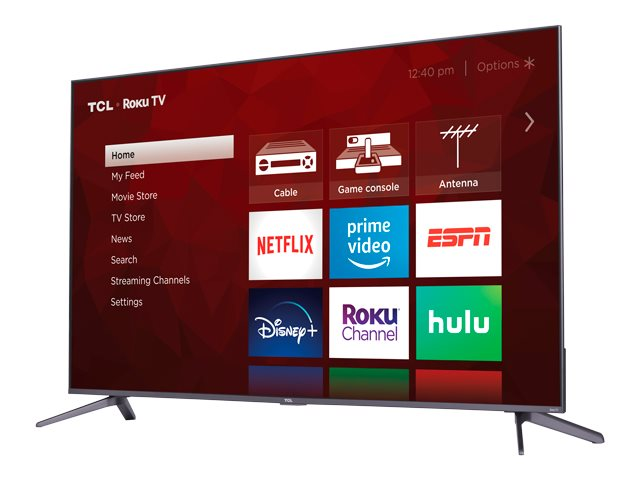 12:40 pm | Options *
TCL • Roku TV
Home
My Feed
Movie Store
TV Store
News
Search
Streaming Channels
Settings
Cable
Game console
Antenna
NETFLIX
prime video
ESPN
Disney+
Roku Channel
hulu
TCL